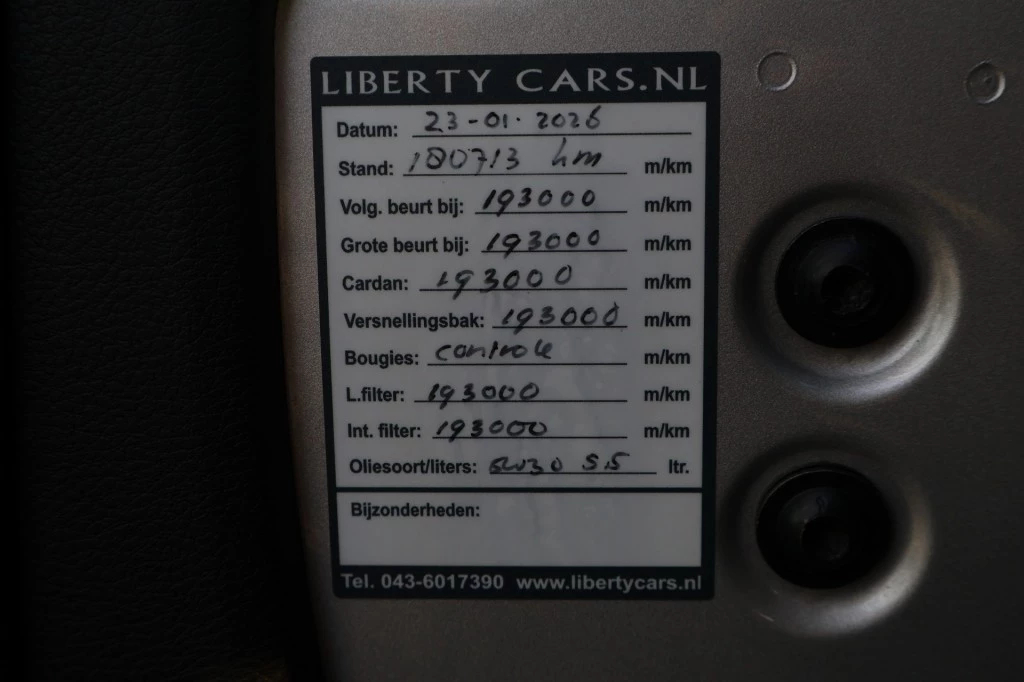 LIBERTY CARS.NL
Datum: 23-01-2026
Stand: 180713 km m/km
Volg. beurt bij: 193000 m/km
Grote beurt bij: 193000 m/km
Cardan: 193000 m/km
Versnellingsbak: 193000 m/km
Bougies: controle m/km
L.filter: 193000 m/km
Int. filter: 193000 m/km
Oliesoort/liters: 5W30 5,5 ltr.
Bijzonderheden:
Tel. 043-6017390 www.libertycars.nl